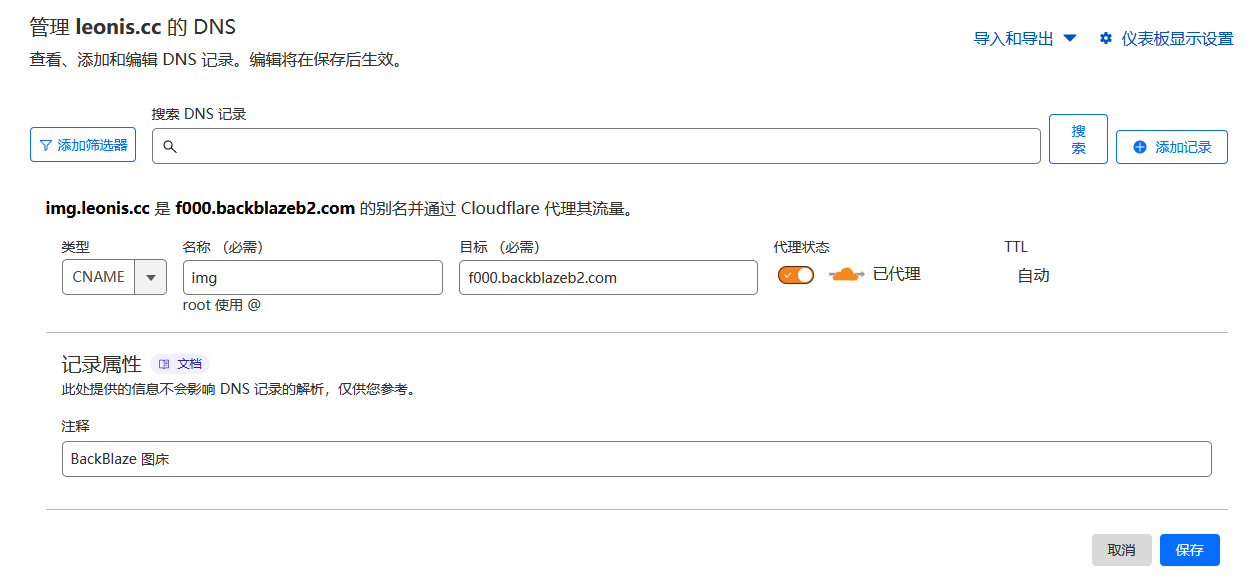 管理 leonis.cc 的 DNS
查看、添加和编辑 DNS 记录。编辑将在保存后生效。
导入和导出
仪表板显示设置
搜索 DNS 记录
添加筛选器
搜
索
添加记录
img.leonis.cc 是 f000.backblazeb2.com 的别名并通过 Cloudflare 代理其流量。
类型
名称 （必需）
目标 （必需）
代理状态
TTL
CNAME
img
f000.backblazeb2.com
已代理
自动
root 使用 @
记录属性
文档
此处提供的信息不会影响 DNS 记录的解析，仅供您参考。
注释
BackBlaze 图床
取消
保存